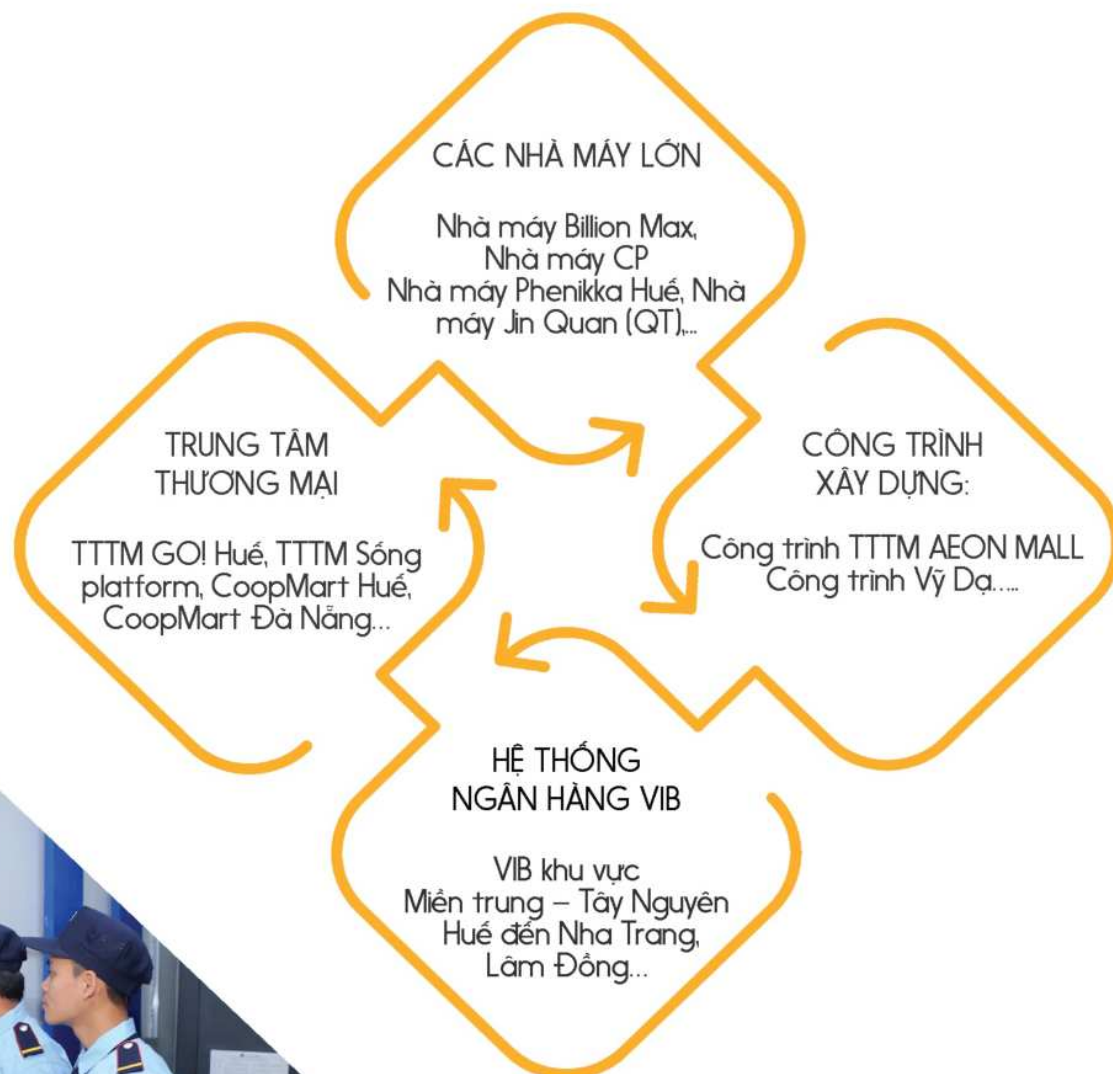 CÁC NHÀ MÁY LỚN
Nhà máy Billion Max,
Nhà máy CP
Nhà máy Phenikka Huế, Nhà
máy Jin Quan (QT),...
TRUNG TÂM
THƯƠNG MẠI
TTTM GO! Huế, TTTM Sống
platform, CoopMart Huế,
CoopMart Đà Nẵng...
CÔNG TRÌNH
XÂY DỰNG:
Công trình TTTM AEON MALL
Công trình Vỹ Dạ.....
HỆ THỐNG
NGÂN HÀNG VIB
VIB khu vực
Miền trung – Tây Nguyên
Huế đến Nha Trang,
Lâm Đồng...